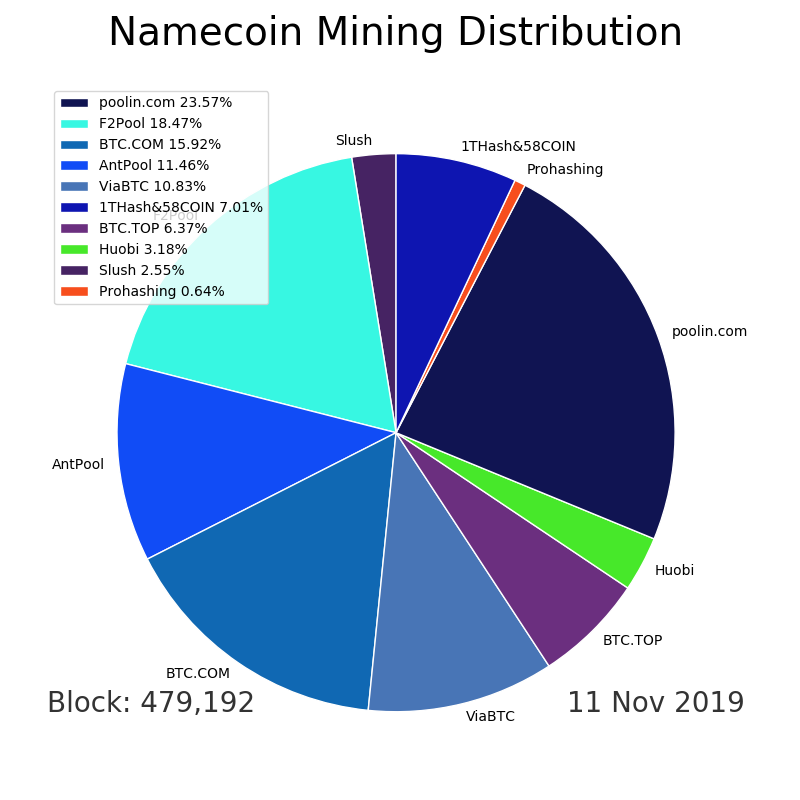 Namecoin Mining Distribution
poolin.com 23.57%
F2Pool 18.47%
BTC.COM 15.92%
AntPool 11.46%
ViaBTC 10.83%
1THash&58COIN 7.01%
BTC.TOP 6.37%
Huobi 3.18%
Slush 2.55%
Prohashing 0.64%
Slush
1THash&58COIN
Prohashing
F2Pool
poolin.com
AntPool
Huobi
BTC.TOP
BTC.COM
ViaBTC
Block: 479,192
11 Nov 2019